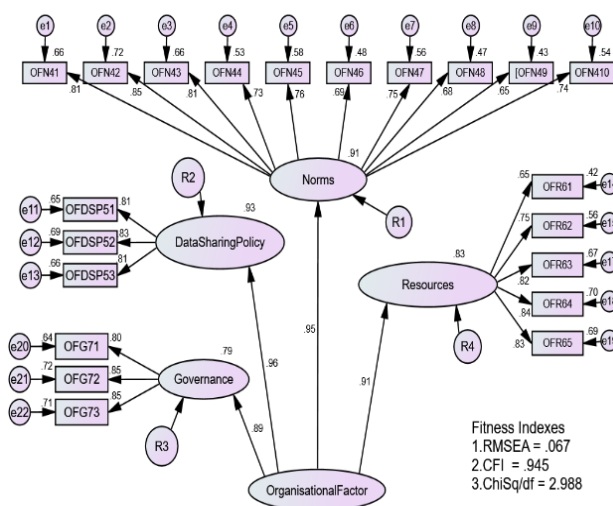 e1 e2 e3 e4 e5 e6 e7 e8 e9 e10
.66 .72 .66 .53 .58 .48 .56 .47 .43 .54
OFN41 OFN42 OFN43 OFN44 OFN45 OFN46 OFN47 OFN48 [OFN49 OFN410
.81 .85 .81 .73 .76 .69 .75 .68 .65 .74
.91
Norms
R2
R1
.93
DataSharingPolicy
e11 .65 OFDSP51 .81
e12 .69 OFDSP52 .83
e13 .66 OFDSP53 .81
.83
Resources
R4
.65 OFR61 .42
.75 OFR62 .56
.82 OFR63 .67 e17
.84 OFR64 .70
.83 OFR65 .69
.95
.96
.91
.89
.79
Governance
R3
e20 .64 OFG71 .80
e21 .72 OFG72 .85
e22 .71 OFG73 .85
OrganisationalFactor
Fitness Indexes
1.RMSEA = .067
2.CFI = .945
3.ChiSq/df = 2.988